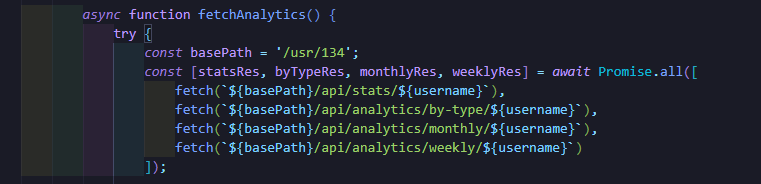 async function fetchAnalytics() {
try {
const basePath = '/usr/134';
const [statsRes, byTypeRes, monthlyRes, weeklyRes] = await Promise.all([
fetch(`${basePath}/api/stats/${username}`),
fetch(`${basePath}/api/analytics/by-type/${username}`),
fetch(`${basePath}/api/analytics/monthly/${username}`),
fetch(`${basePath}/api/analytics/weekly/${username}`)
]);